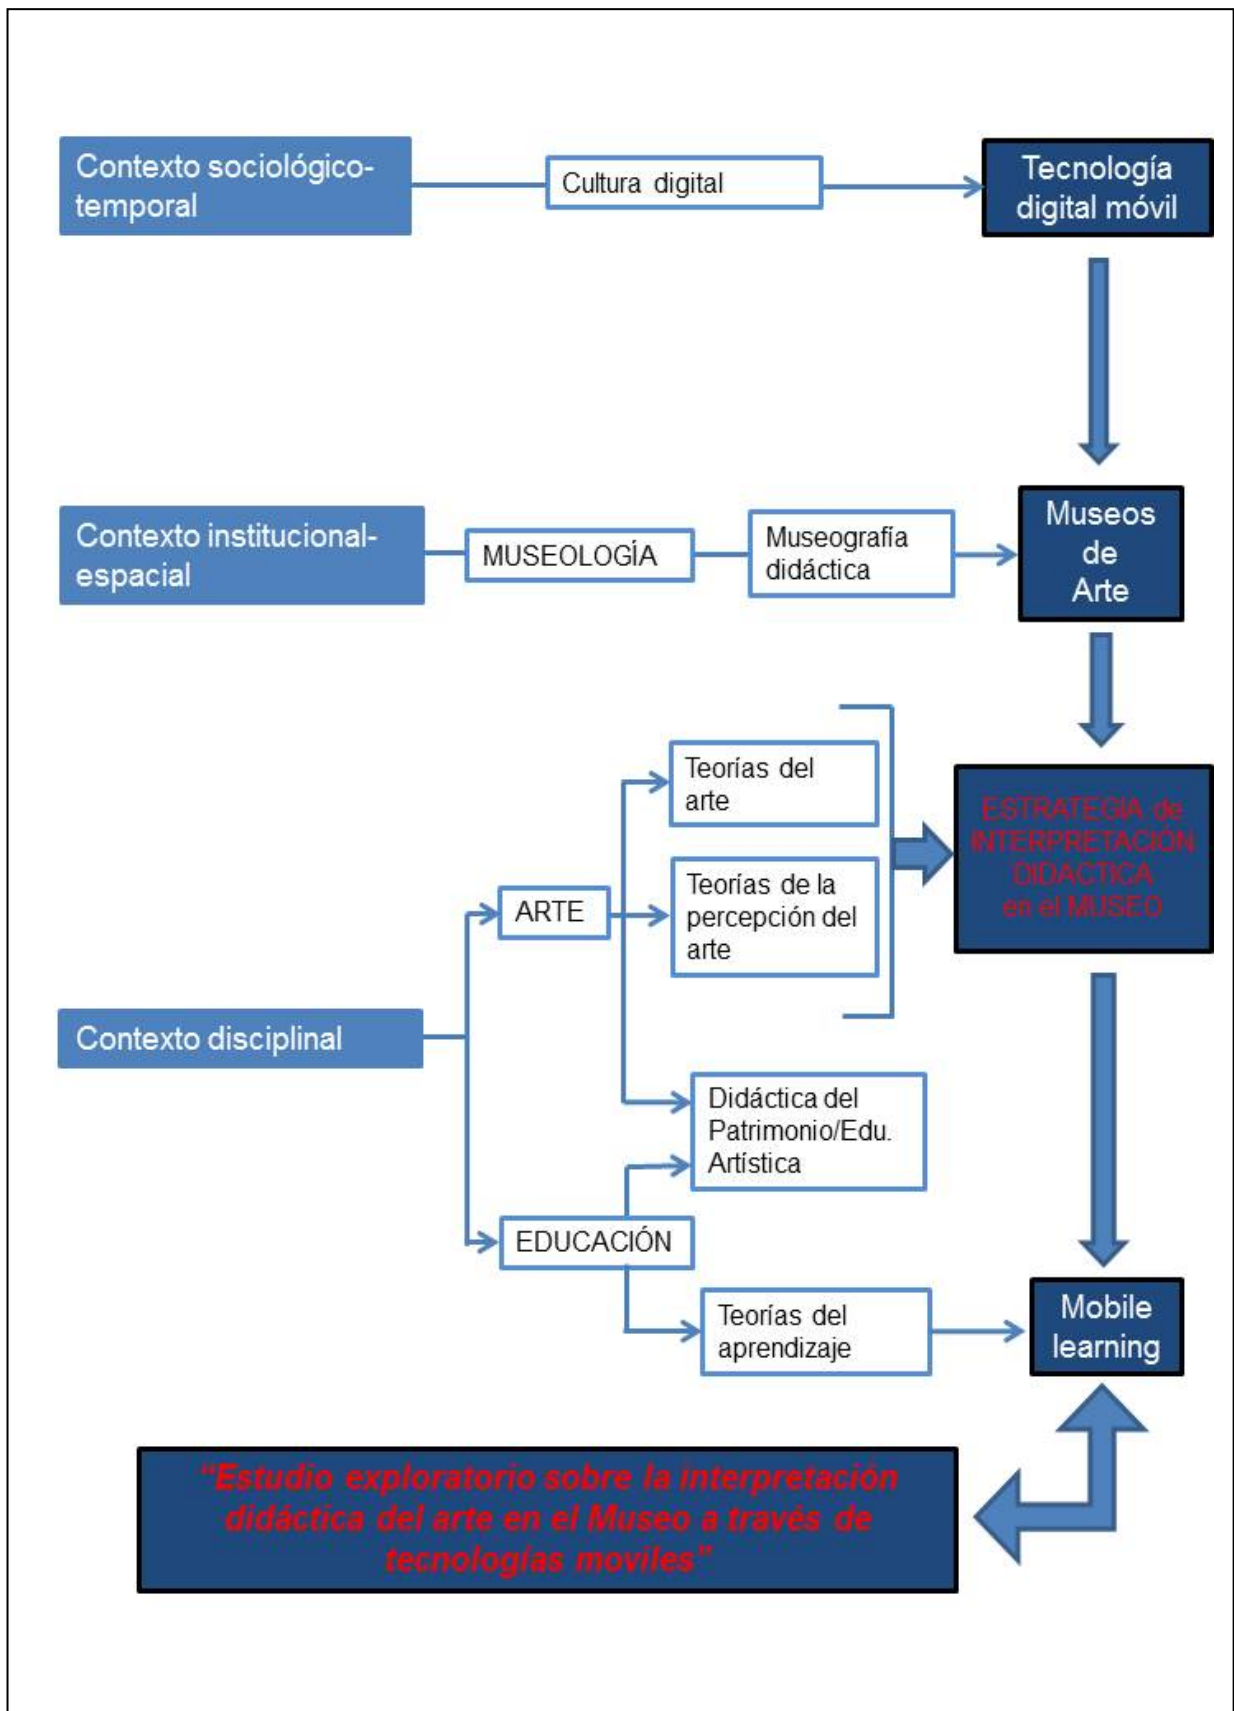 Contexto sociológico-
temporal
Cultura digital
Tecnología
digital móvil
Contexto institucional-
espacial
MUSEOLOGÍA
Museografía
didáctica
Museos
de
Arte
Teorías del
arte
ARTE
Teorías de la
percepción del
arte
ESTRATEGIA de
INTERPRETACIÓN
DIDACTICA
en el MUSEO
Contexto disciplinal
Didáctica del
Patrimonio/Edu.
Artística
EDUCACIÓN
Teorías del
aprendizaje
Mobile
learning
"Estudio exploratorio sobre la interpretación
didáctica del arte en el Museo a través de
tecnologías moviles"